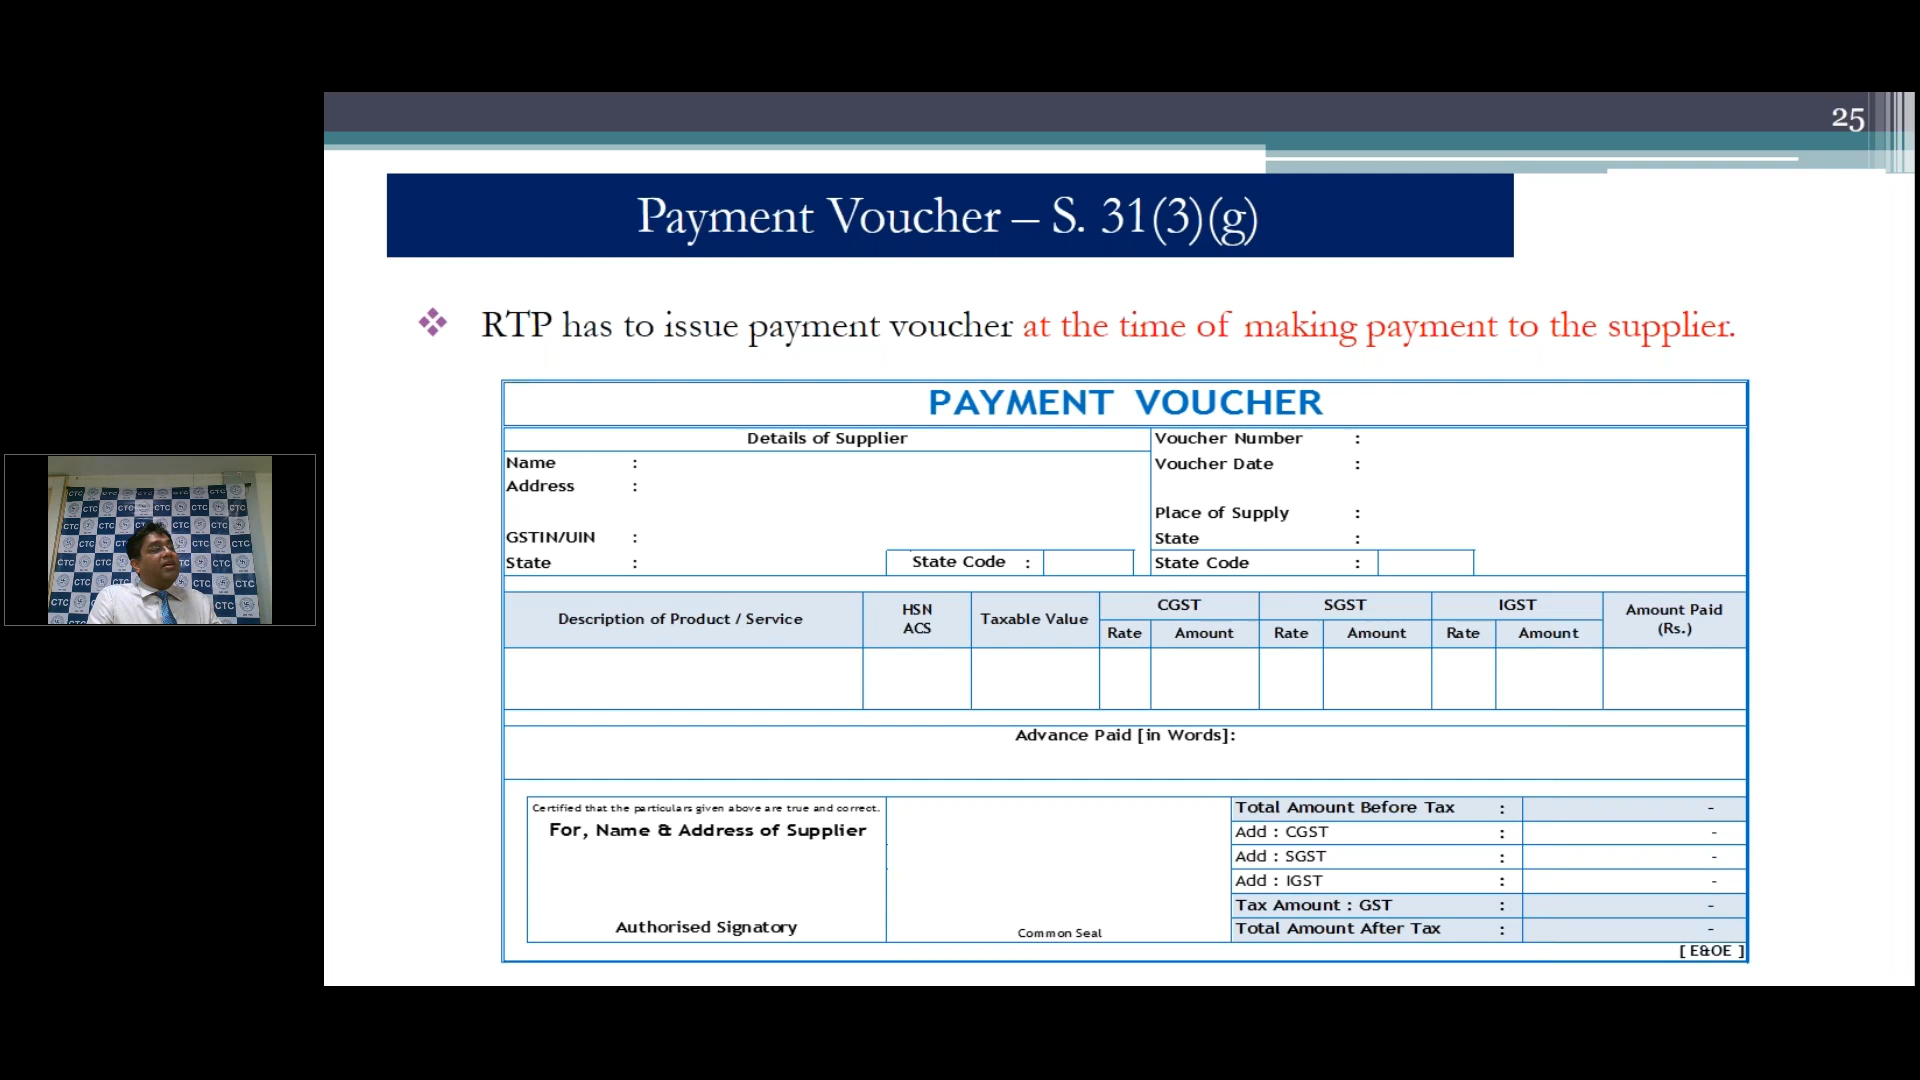 25
Payment Voucher – S. 31(3)(g)
❖ RTP has to issue payment voucher at the time of making payment to the supplier.
PAYMENT VOUCHER
Details of Supplier
Name :
Address :
GSTIN/UIN :
State :
State Code :
Voucher Number :
Voucher Date :
Place of Supply :
State :
State Code :
Description of Product / Service
HSN
ACS
Taxable Value
CGST
Rate Amount
SGST
Rate Amount
IGST
Rate Amount
Amount Paid
(Rs.)
Advance Paid [in Words]:
Certified that the particulars given above are true and correct.
For, Name & Address of Supplier
Authorised Signatory
Common Seal
Total Amount Before Tax : -
Add : CGST : -
Add : SGST : -
Add : IGST : -
Tax Amount : GST : -
Total Amount After Tax : -
[ E&OE ]
CTC